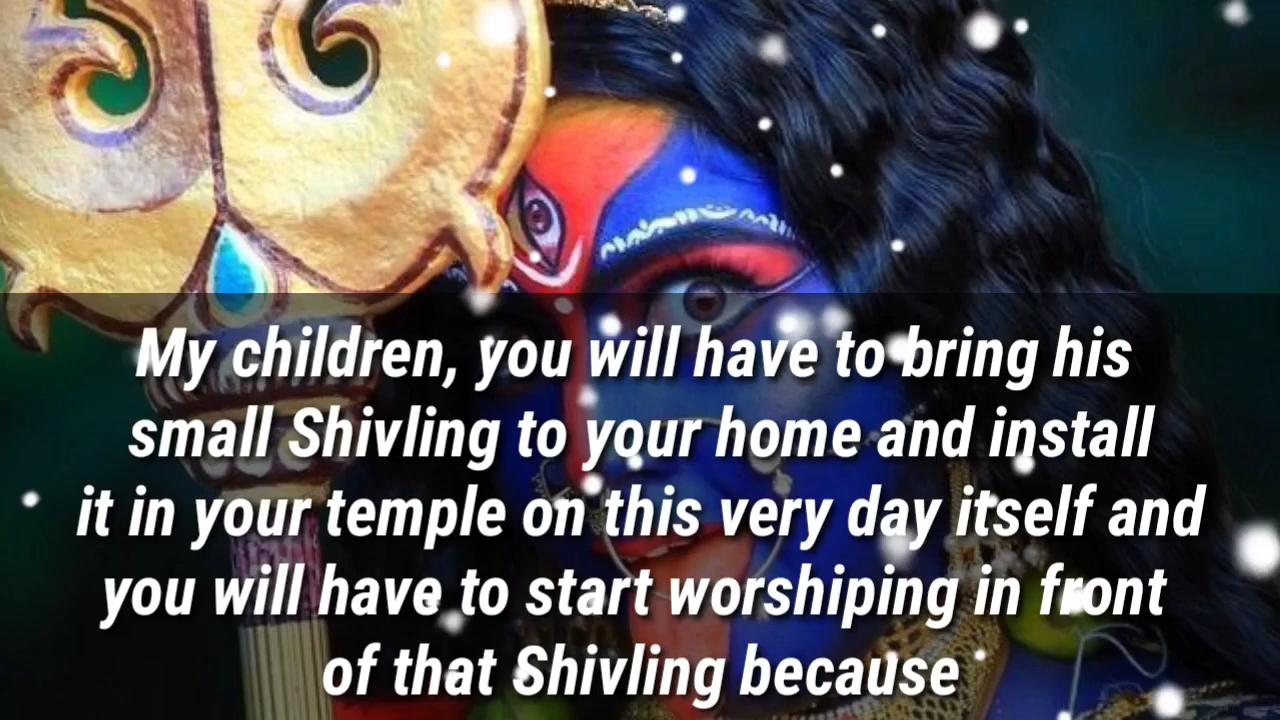 My children, you will have to bring his
small Shivling to your home and install
it in your temple on this very day itself and
you will have to start worshiping in front
of that Shivling because